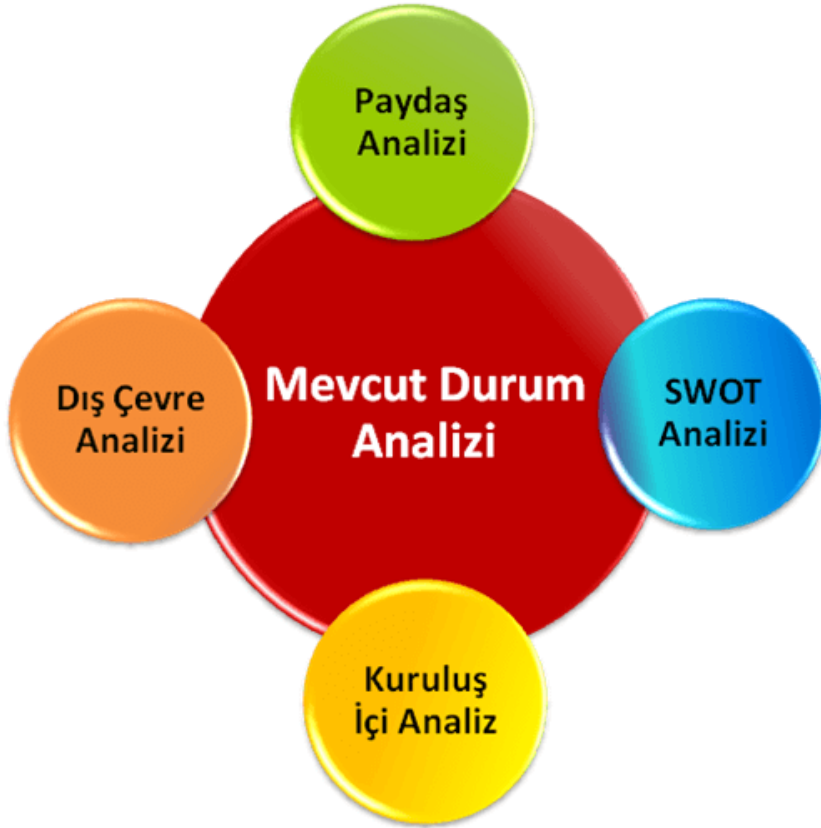 Paydaş
Analizi
Dış Çevre
Analizi
Mevcut Durum
Analizi
SWOT
Analizi
Kuruluş
İçi Analiz